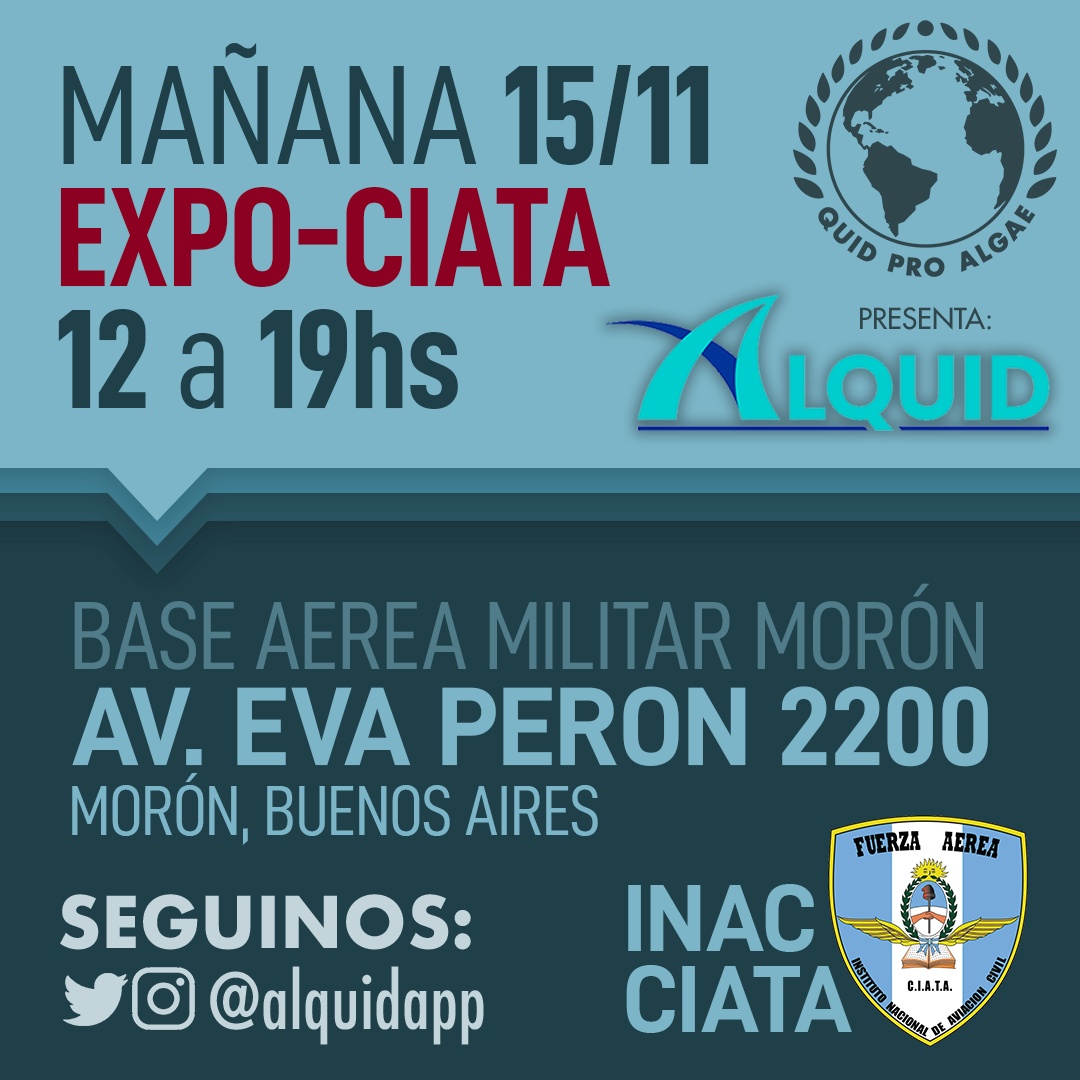 MAÑANA 15/11
EXPO-CIATA
12 a 19hs
QUID PRO ALGAE
PRESENTA:
ALQUID
BASE AEREA MILITAR MORÓN
AV. EVA PERON 2200
MORÓN, BUENOS AIRES
SEGUINOS:
@alquidapp
INAC
CIATA
FUERZA AEREA
C.I.A.T.A.
INSTITUTO NACIONAL DE AVIACION CIVIL